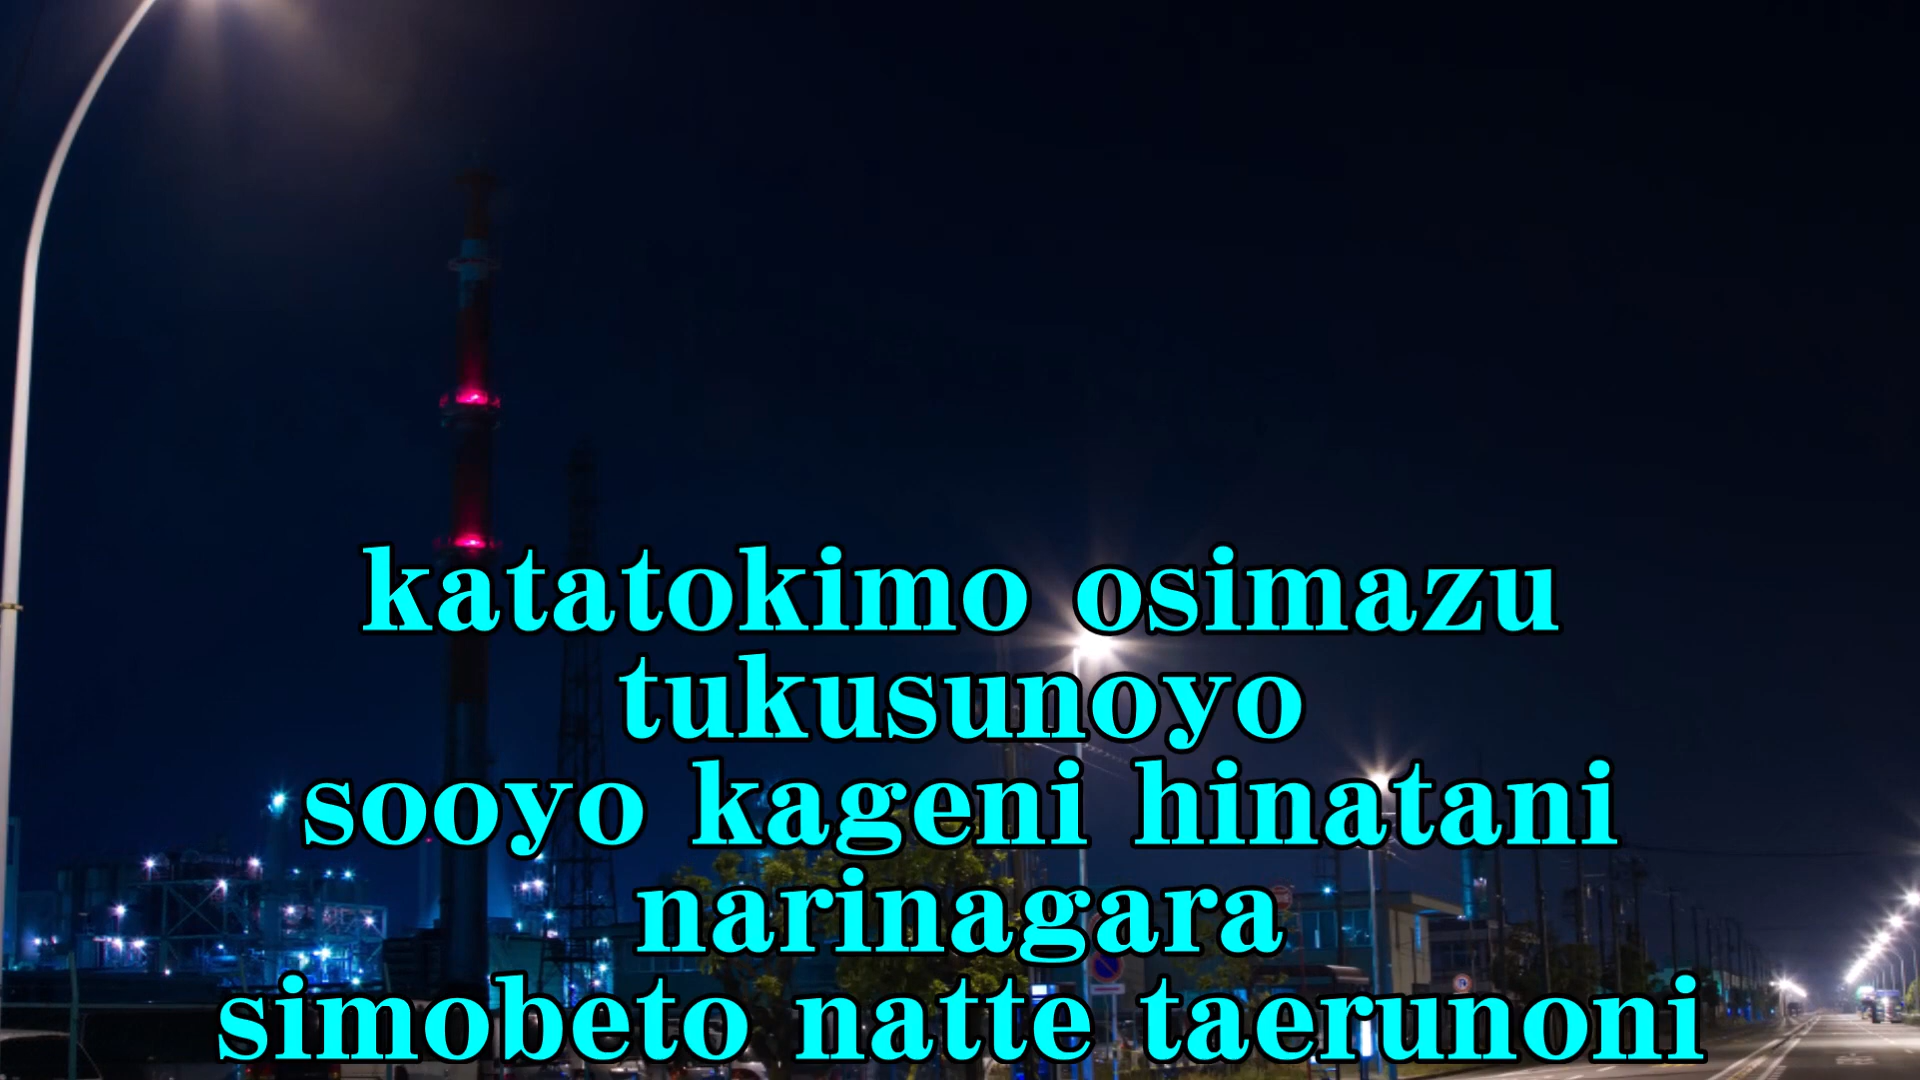 katatokimo osimazu
tukusunoyo
sooyo kageni hinatani
narinagara
simobeto natte taerunoni